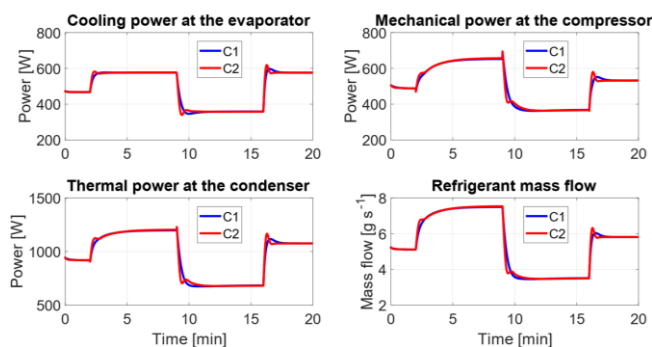 Cooling power at the evaporator
Power [W]
800
600
400
200
0
5
10
15
20
C1
C2
Mechanical power at the compressor
Power [W]
800
600
400
200
0
5
10
15
20
C1
C2
Thermal power at the condenser
Power [W]
1500
1000
500
0
5
10
15
20
Time [min]
C1
C2
Refrigerant mass flow
Mass flow [g s⁻¹]
8
6
4
2
0
5
10
15
20
Time [min]
C1
C2